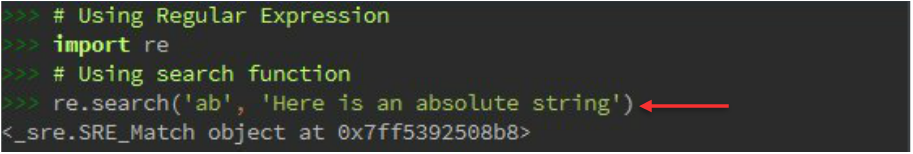 >>> # Using Regular Expression
>>> import re
>>> # Using search function
>>> re.search('ab', 'Here is an absolute string')
<_sre.SRE_Match object at 0x7ff5392508b8>